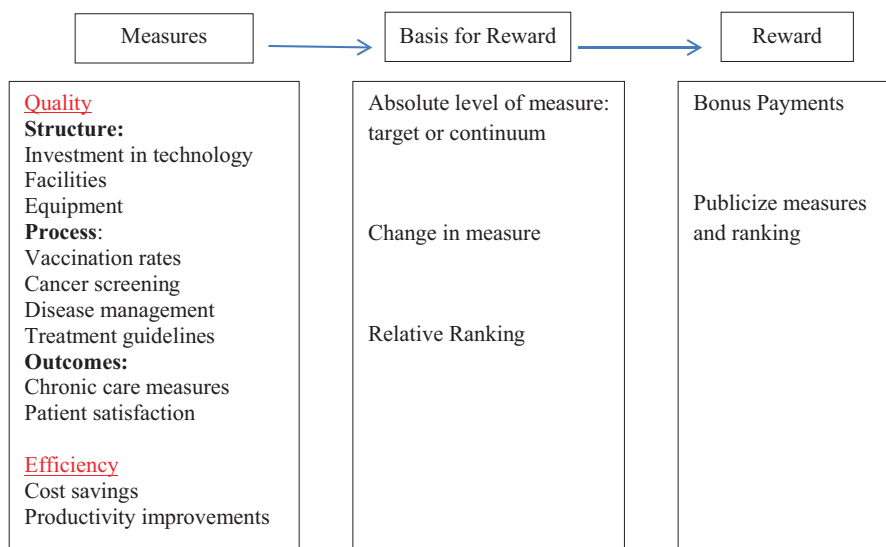 Measures
Basis for Reward
Reward
Quality
Structure:
Investment in technology
Facilities
Equipment
Process:
Vaccination rates
Cancer screening
Disease management
Treatment guidelines
Outcomes:
Chronic care measures
Patient satisfaction
Efficiency
Cost savings
Productivity improvements
Absolute level of measure:
target or continuum
Change in measure
Relative Ranking
Bonus Payments
Publicize measures
and ranking